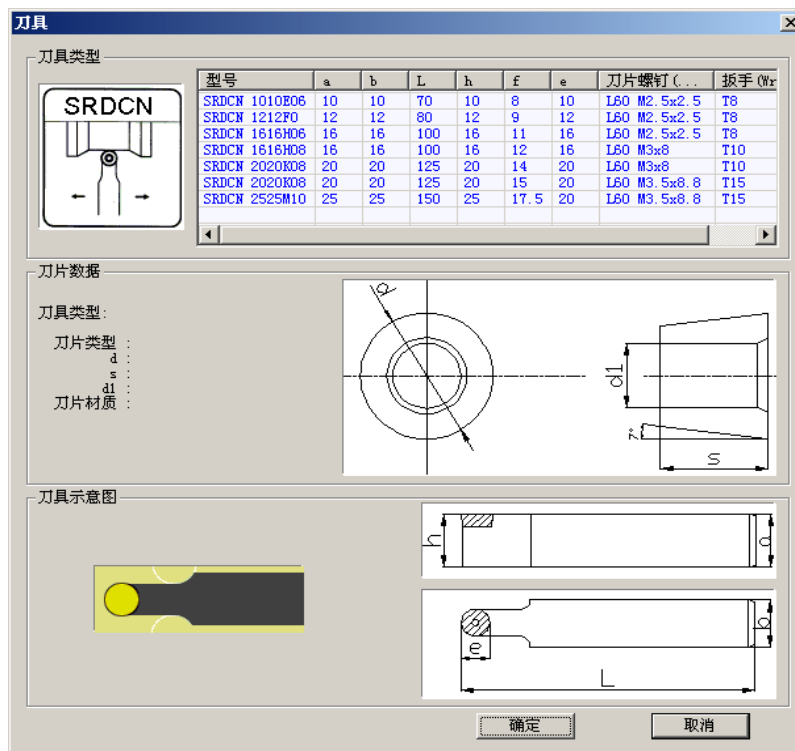 刀具
刀具类型
SRDCN
型号 a b L h f e 刀片螺钉(... 扳手(Wr
SRDCN 1010E06 10 10 70 10 8 10 L60 M2.5x2.5 T8
SRDCN 1212F0 12 12 80 12 9 12 L60 M2.5x2.5 T8
SRDCN 1616H06 16 16 100 16 11 16 L60 M2.5x2.5 T8
SRDCN 1616H08 16 16 100 16 12 16 L60 M3x8 T10
SRDCN 2020K08 20 20 125 20 14 20 L60 M3x8 T10
SRDCN 2020K08 20 20 125 20 15 20 L60 M3.5x8.8 T15
SRDCN 2525M10 25 25 150 25 17.5 20 L60 M3.5x8.8 T15
刀片数据
刀具类型:
刀片类型 :
d :
s :
d1 :
刀片材质 :
d
d1
7°
s
刀具示意图
h
a
b
e
L
确定
取消